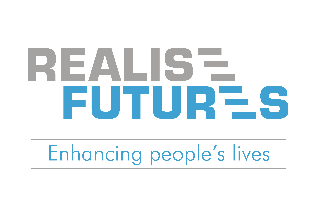 REALISE
FUTURES
Enhancing people's lives